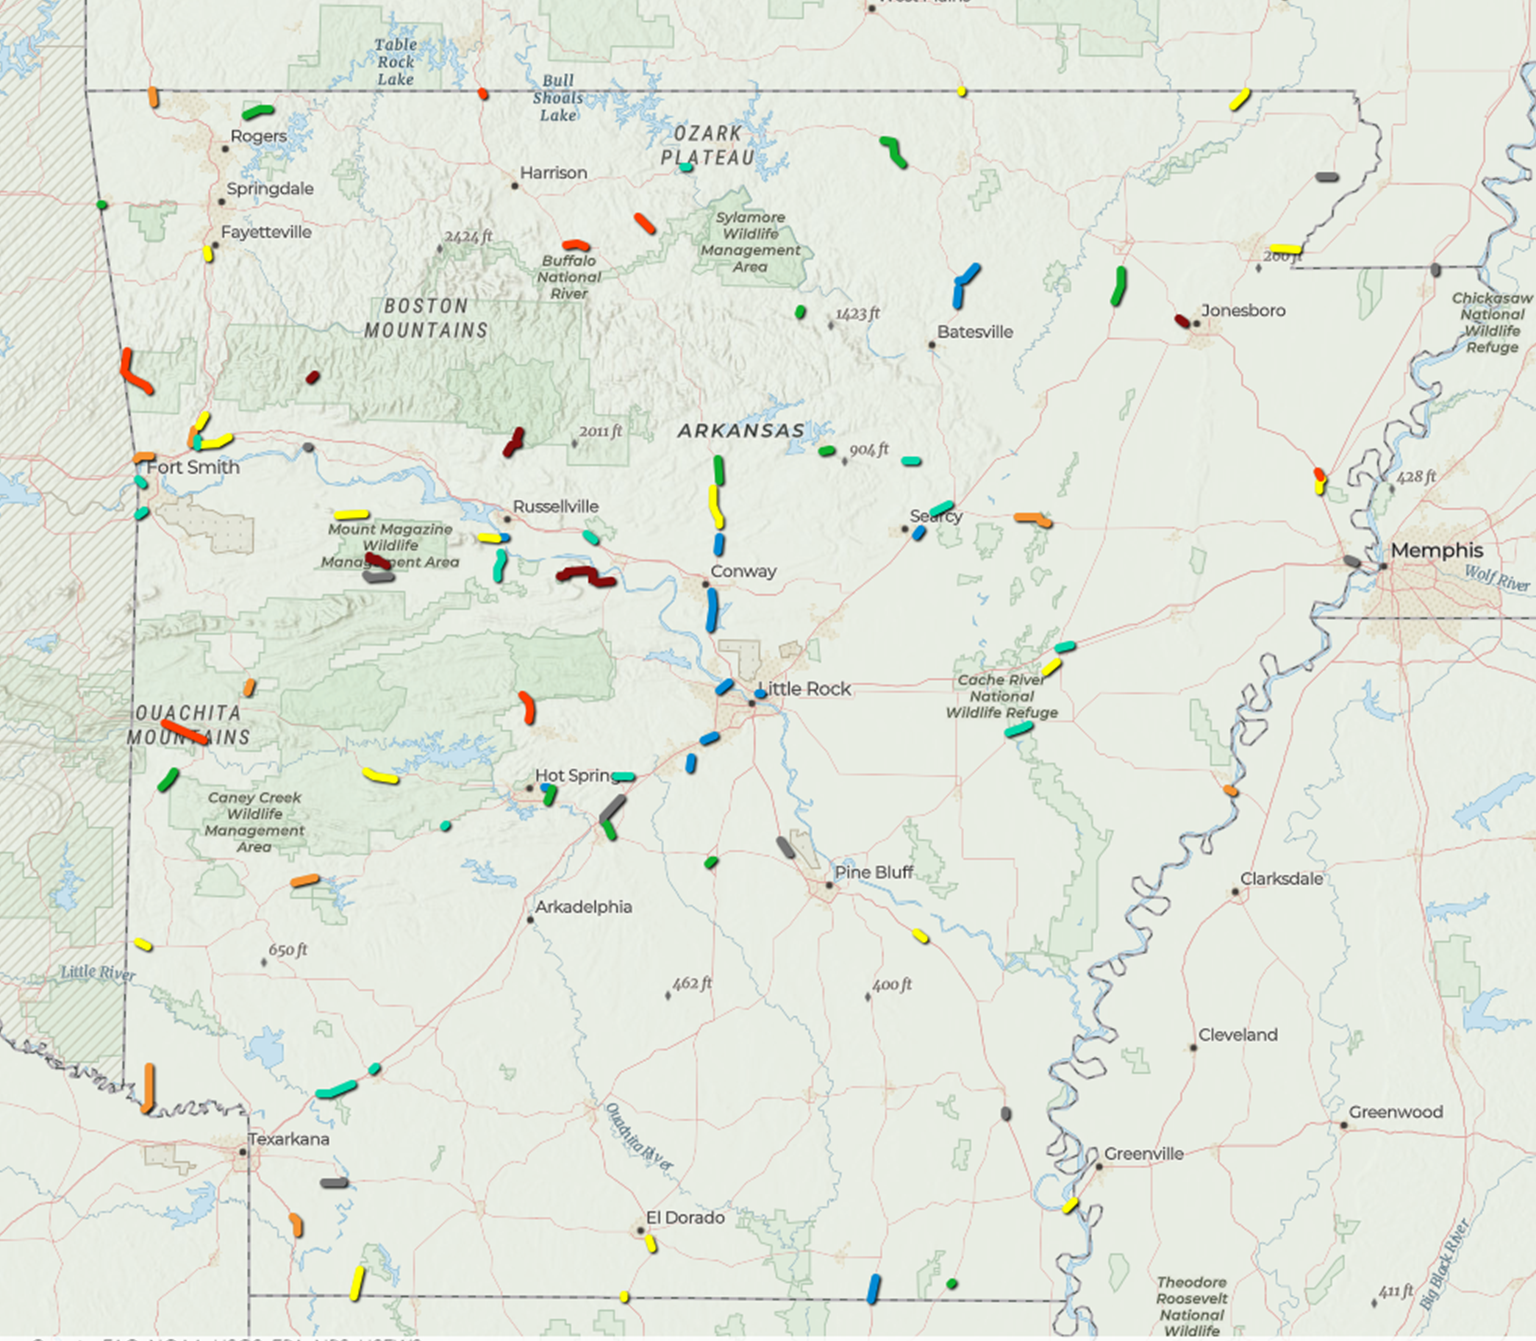 Table
Rock
Lake
Bull
Shoals
Lake
OZARK
PLATEAU
Rogers
Harrison
Springdale
Fayetteville
2424 ft
Sylamore
Wildlife
Management
Area
Buffalo
National
River
260 ft
BOSTON
MOUNTAINS
1423 ft
Batesville
Jonesboro
Chickasaw
National
Wildlife
Refuge
ARKANSAS
2011 ft
904 ft
Fort Smith
428 ft
Russellville
Searcy
Mount Magazine
Wildlife
Management Area
Conway
Memphis
Wolf River
Little Rock
Cache River
National
Wildlife Refuge
OUACHITA
MOUNTAINS
Hot Springs
Caney Creek
Wildlife
Management
Area
Pine Bluff
Clarksdale
Arkadelphia
650 ft
Little River
462 ft
400 ft
Cleveland
Greenwood
Ouachita River
Texarkana
Greenville
El Dorado
Big Black River
Theodore
Roosevelt
National
Wildlife
411 ft